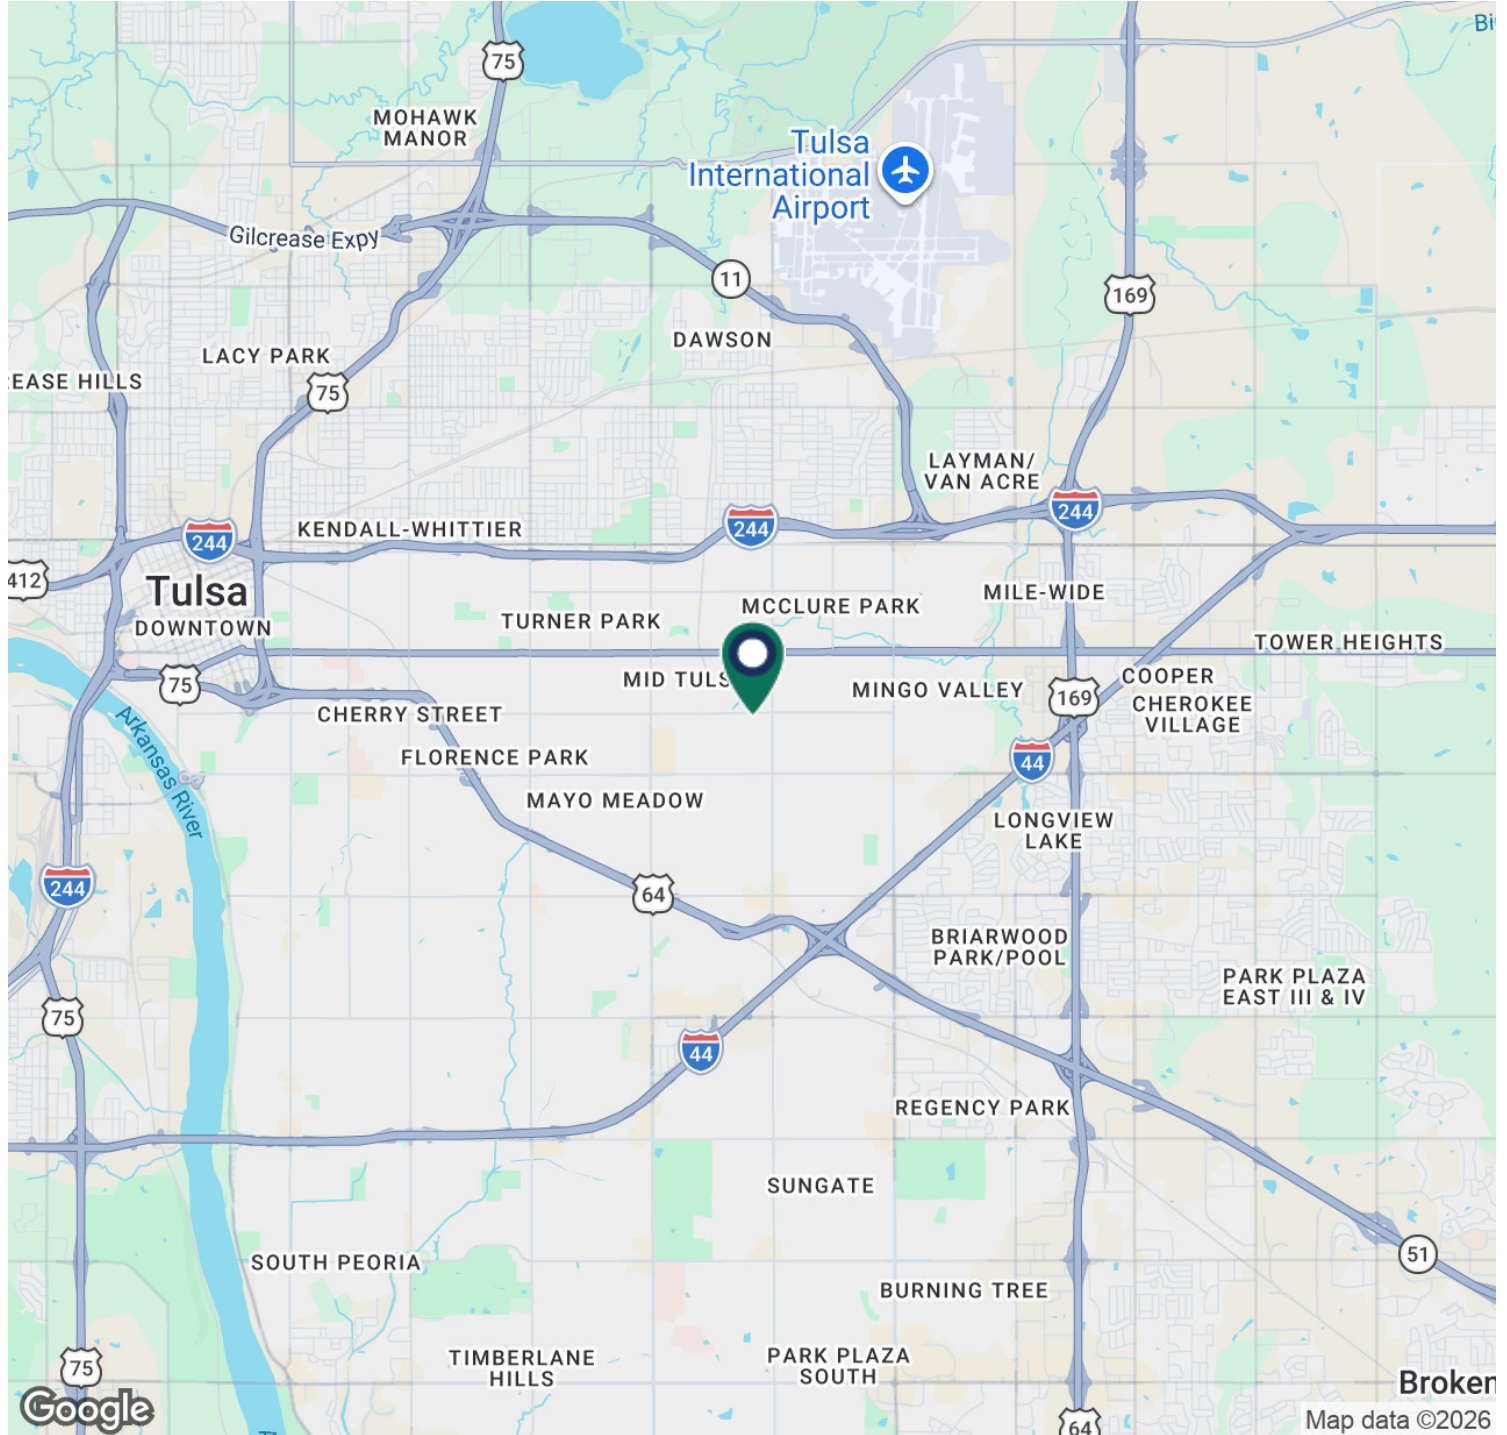 Bi
75
MOHAWK
MANOR
Tulsa
International
Airport
Gilcrease Expy
11
169
DAWSON
LACY PARK
REASE HILLS
75
LAYMAN/
VAN ACRE
244
244
244
KENDALL-WHITTIER
412
Tulsa
DOWNTOWN
MILE-WIDE
MCCLURE PARK
TURNER PARK
TOWER HEIGHTS
75
MID TULS
MINGO VALLEY
COOPER
169
CHEROKEE
VILLAGE
CHERRY STREET
Arkansas River
FLORENCE PARK
44
MAYO MEADOW
LONGVIEW
LAKE
244
64
BRIARWOOD
PARK/POOL
PARK PLAZA
EAST III & IV
75
44
REGENCY PARK
SUNGATE
51
SOUTH PEORIA
BURNING TREE
75
TIMBERLANE
HILLS
PARK PLAZA
SOUTH
Broken
Google
64
Map data ©2026